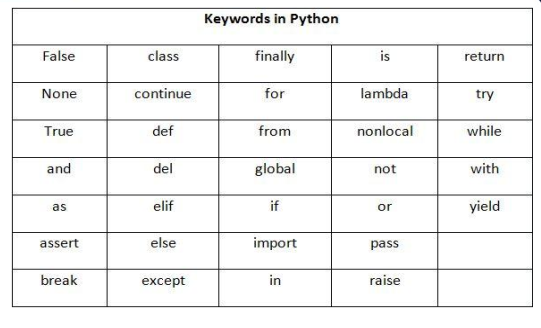 Keywords in Python
False class finally is return
None continue for lambda try
True def from nonlocal while
and del global not with
as elif if or yield
assert else import pass
break except in raise